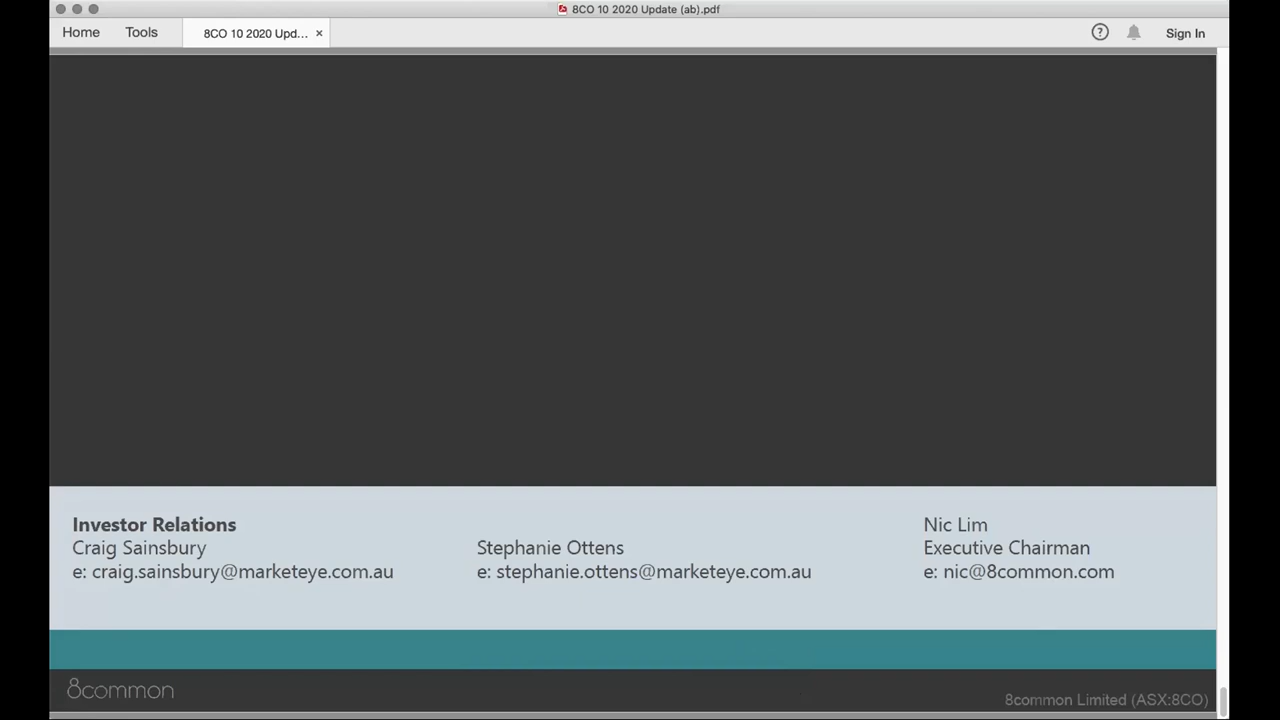 8CO 10 2020 Update (ab).pdf
Home Tools 8CO 10 2020 Upd... × ? Sign In
Investor Relations
Craig Sainsbury
e: craig.sainsbury@marketeye.com.au
Stephanie Ottens
e: stephanie.ottens@marketeye.com.au
Nic Lim
Executive Chairman
e: nic@8common.com
8common
8common Limited (ASX:8CO)